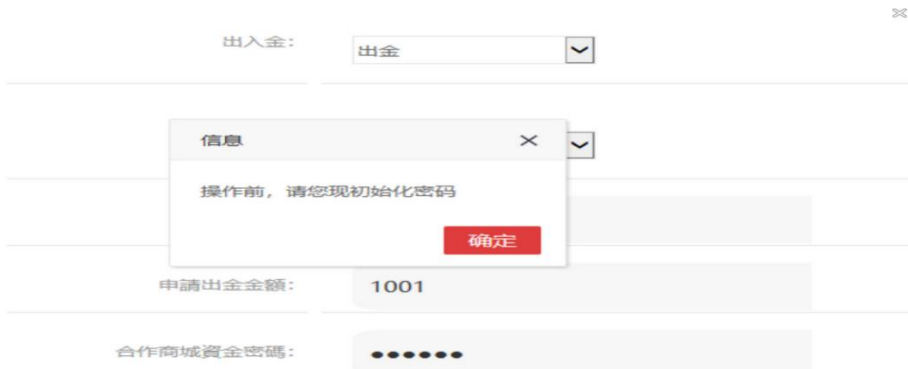 出入金：
出金
信息
操作前，请您现初始化密码
确定
申請出金金額：
1001
合作商城資金密碼：
●●●●●●